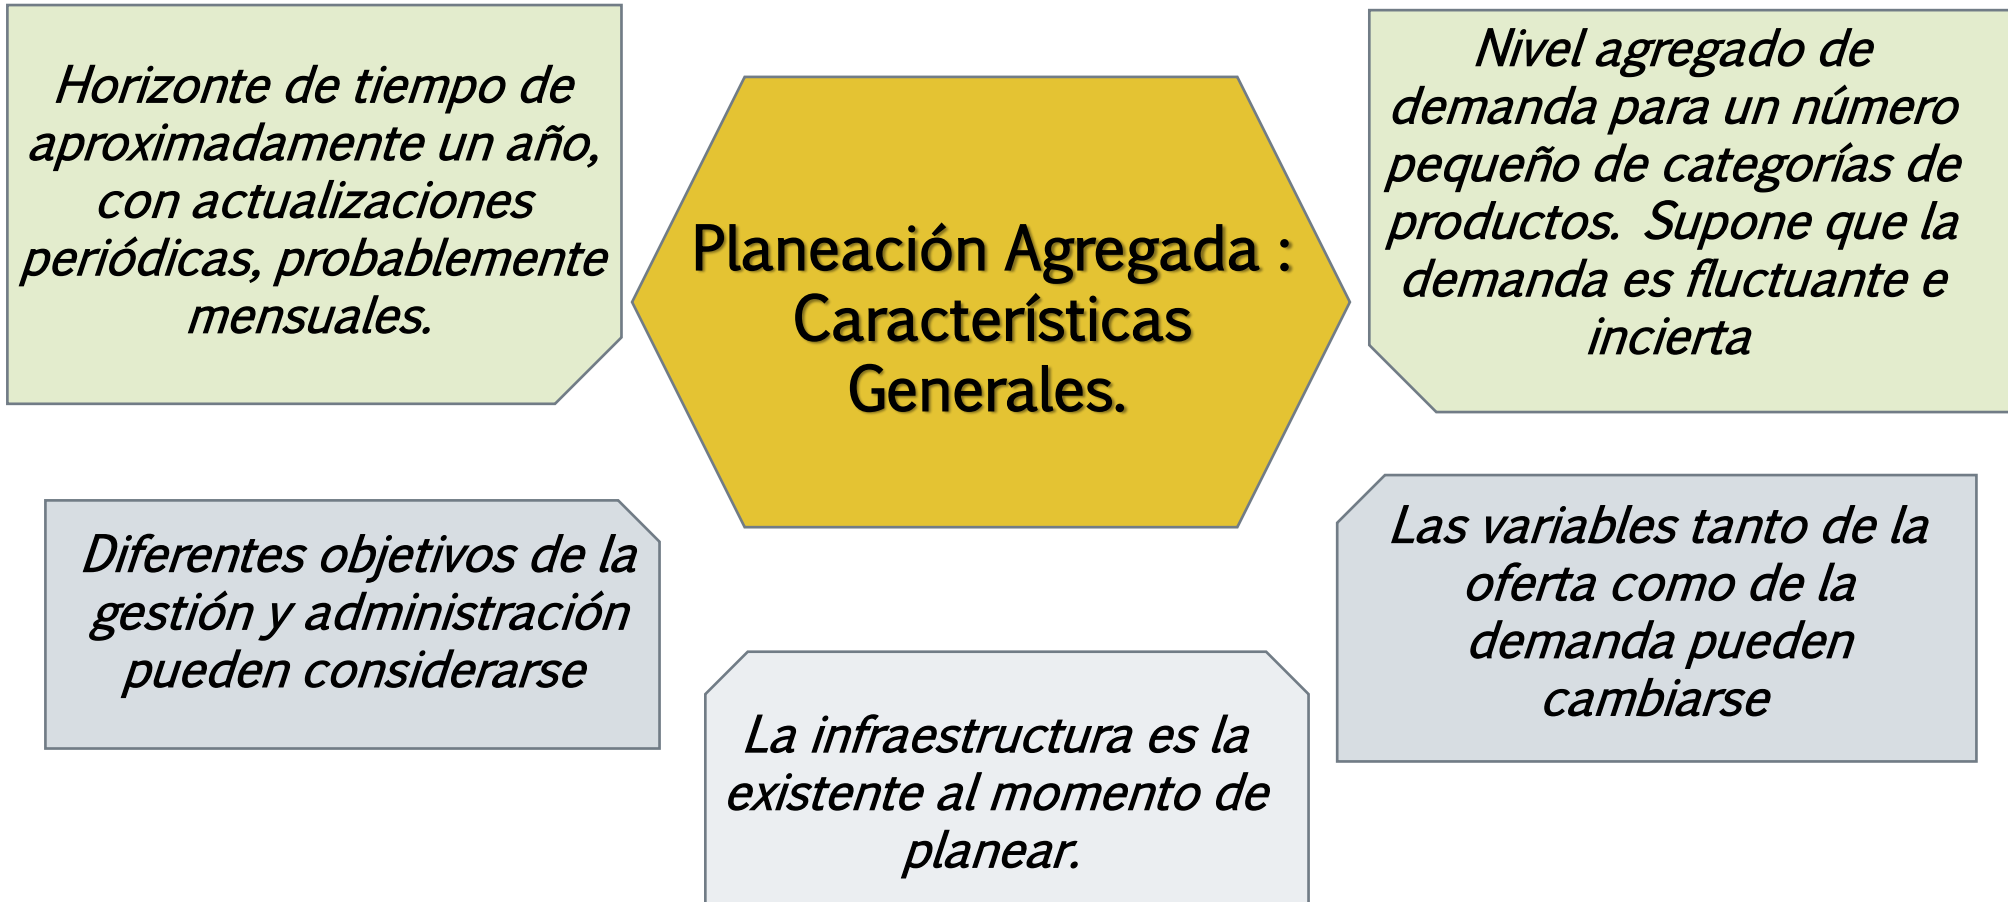 Horizonte de tiempo de
aproximadamente un año,
con actualizaciones
periódicas, probablemente
mensuales.
Planeación Agregada :
Características
Generales.
Nivel agregado de
demanda para un número
pequeño de categorías de
productos. Supone que la
demanda es fluctuante e
incierta
Diferentes objetivos de la
gestión y administración
pueden considerarse
La infraestructura es la
existente al momento de
planear.
Las variables tanto de la
oferta como de la
demanda pueden
cambiarse